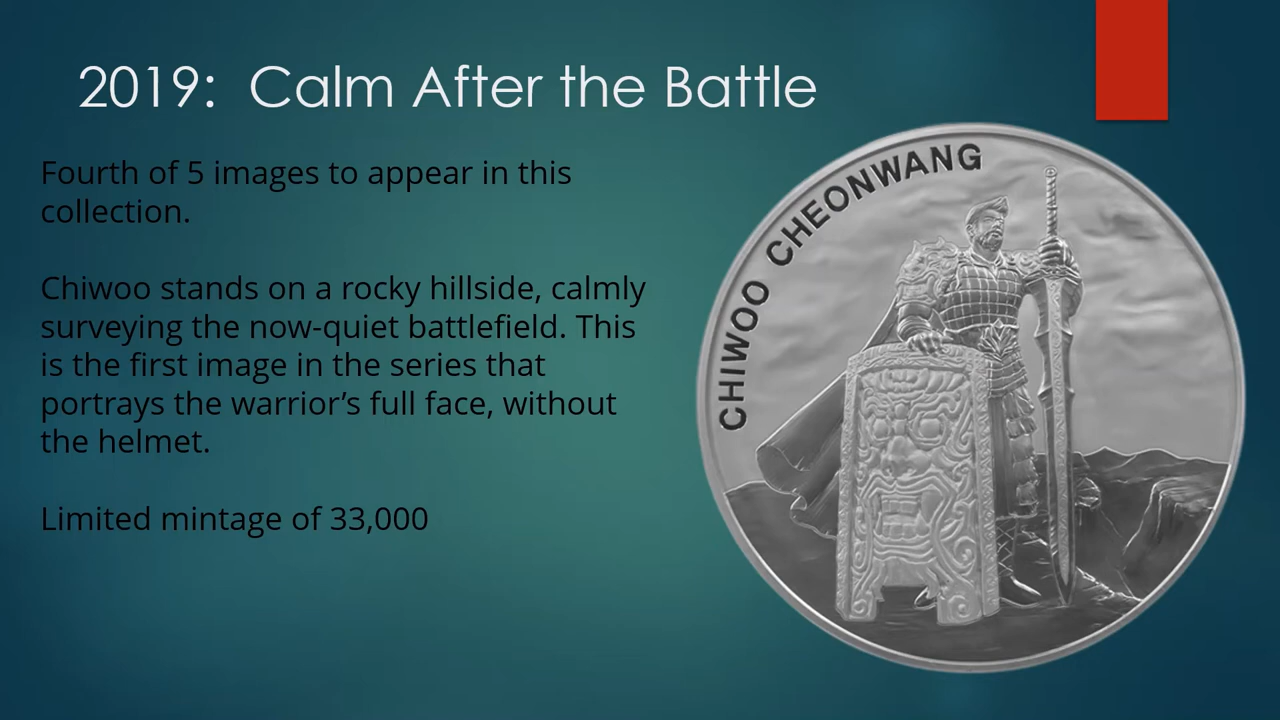 2019:  Calm After the Battle
Fourth of 5 images to appear in this
collection.
Chiwoo stands on a rocky hillside, calmly
surveying the now-quiet battlefield. This
is the first image in the series that
portrays the warrior’s full face, without
the helmet.
Limited mintage of 33,000
CHIWOO CHEONWANG